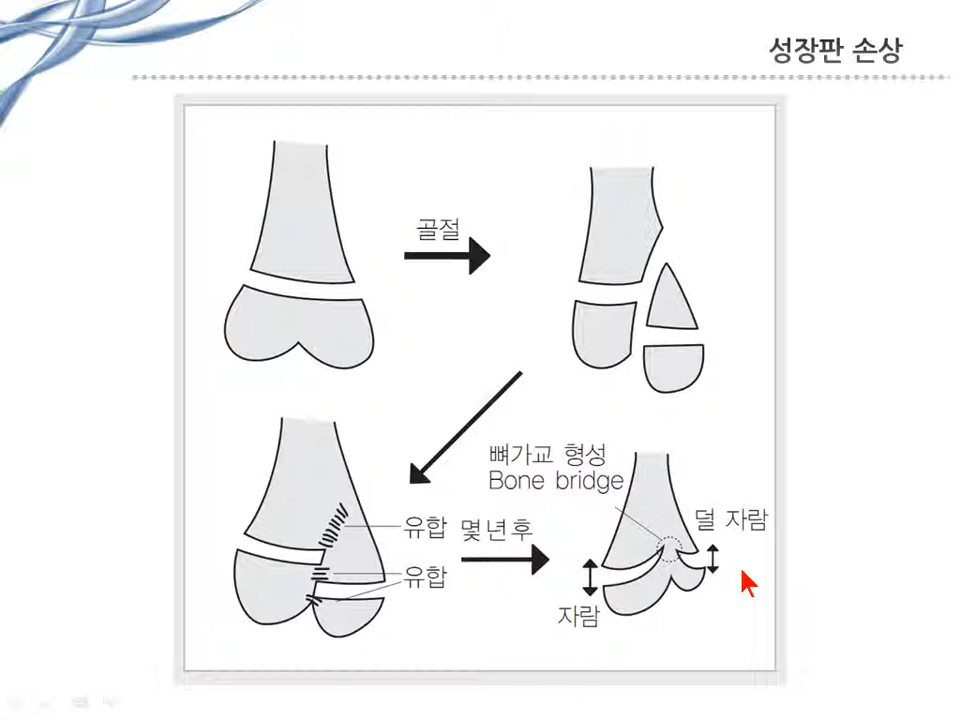 성장판 손상
골절
뼈가교 형성
Bone bridge
덜 자람
유합
몇 년 후
유합
자람